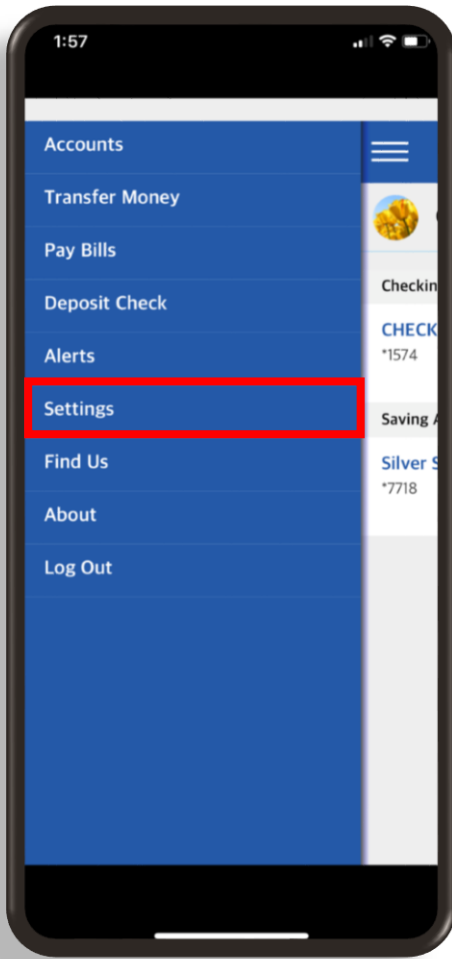 1:57
Accounts
Transfer Money
Pay Bills
Deposit Check
Alerts
Settings
Find Us
About
Log Out
Checkin
CHECK
*1574
Saving
Silver S
*7718